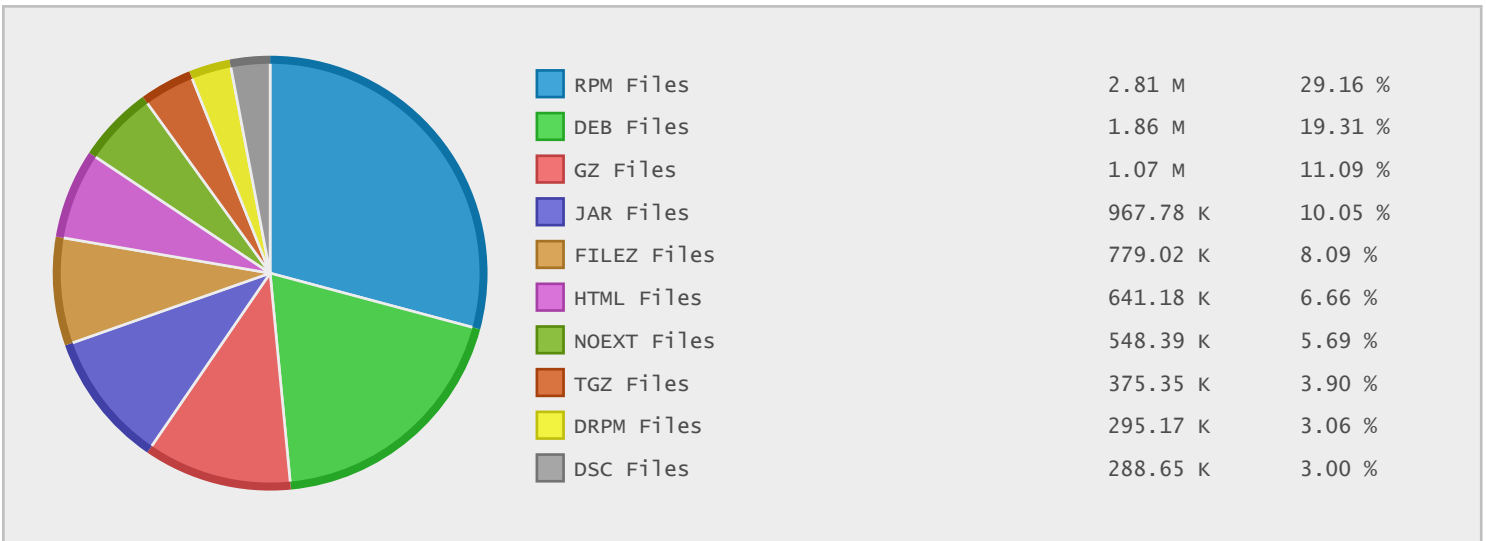 RPM Files 2.81 M 29.16 %
DEB Files 1.86 M 19.31 %
GZ Files 1.07 M 11.09 %
JAR Files 967.78 K 10.05 %
FILEZ Files 779.02 K 8.09 %
HTML Files 641.18 K 6.66 %
NOEXT Files 548.39 K 5.69 %
TGZ Files 375.35 K 3.90 %
DRPM Files 295.17 K 3.06 %
DSC Files 288.65 K 3.00 %